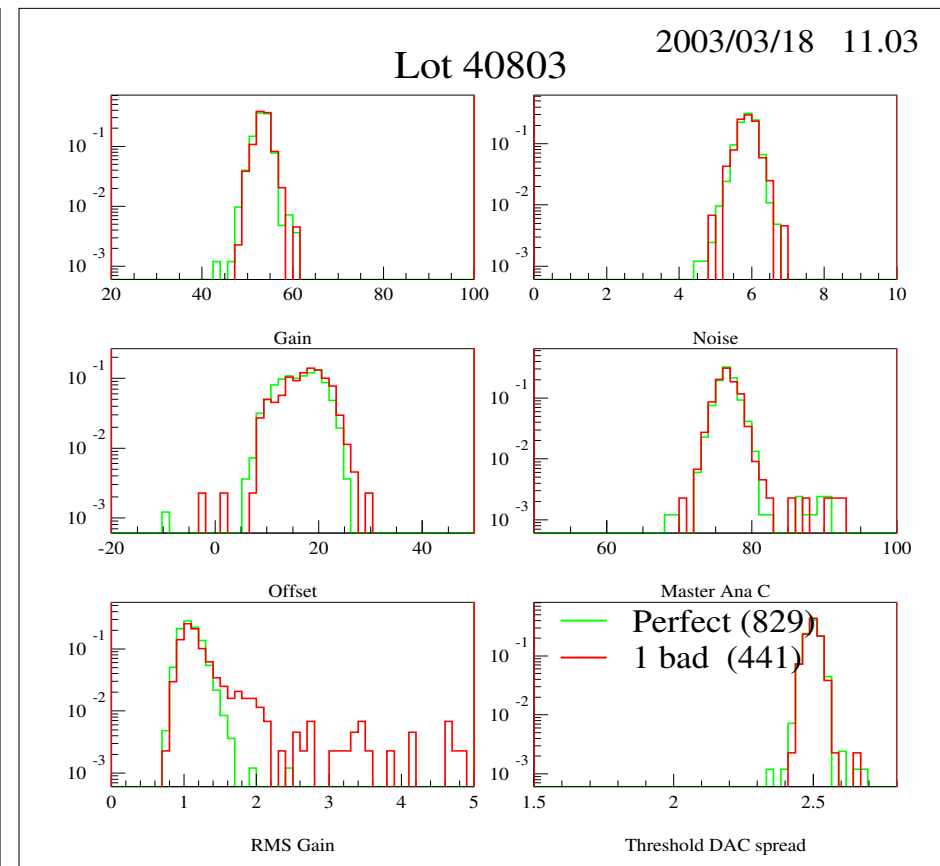 2003/03/18 11.03
Lot 40803
10 -1
10 -2
10 -3
20 40 60 80 100
Gain
10 -1
10 -2
10 -3
0 2 4 6 8 10
Noise
10 -1
10 -2
10 -3
-20 0 20 40
Offset
10 -1
10 -2
10 -3
60 80 100
Master Ana C
10 -1
10 -2
10 -3
0 1 2 3 4 5
RMS Gain
Perfect (829)
1 bad (441)
10 -1
10 -2
10 -3
1.5 2 2.5
Threshold DAC spread